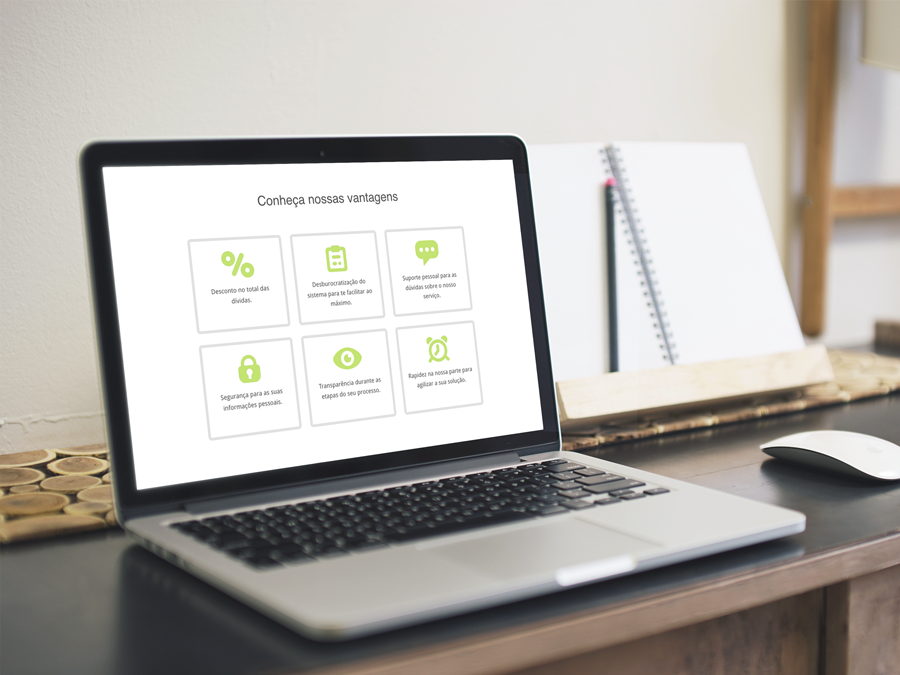 Conheça nossas vantagens
Desconto no total das
dívidas.
Desburocratização do
sistema para te facilitar ao
máximo.
Suporte pessoal para as
dúvidas sobre o nosso
serviço.
Segurança para as suas
informações pessoais.
Transparência durante as
etapas do seu processo.
Rapidez na nossa parte para
agilizar a sua solução.